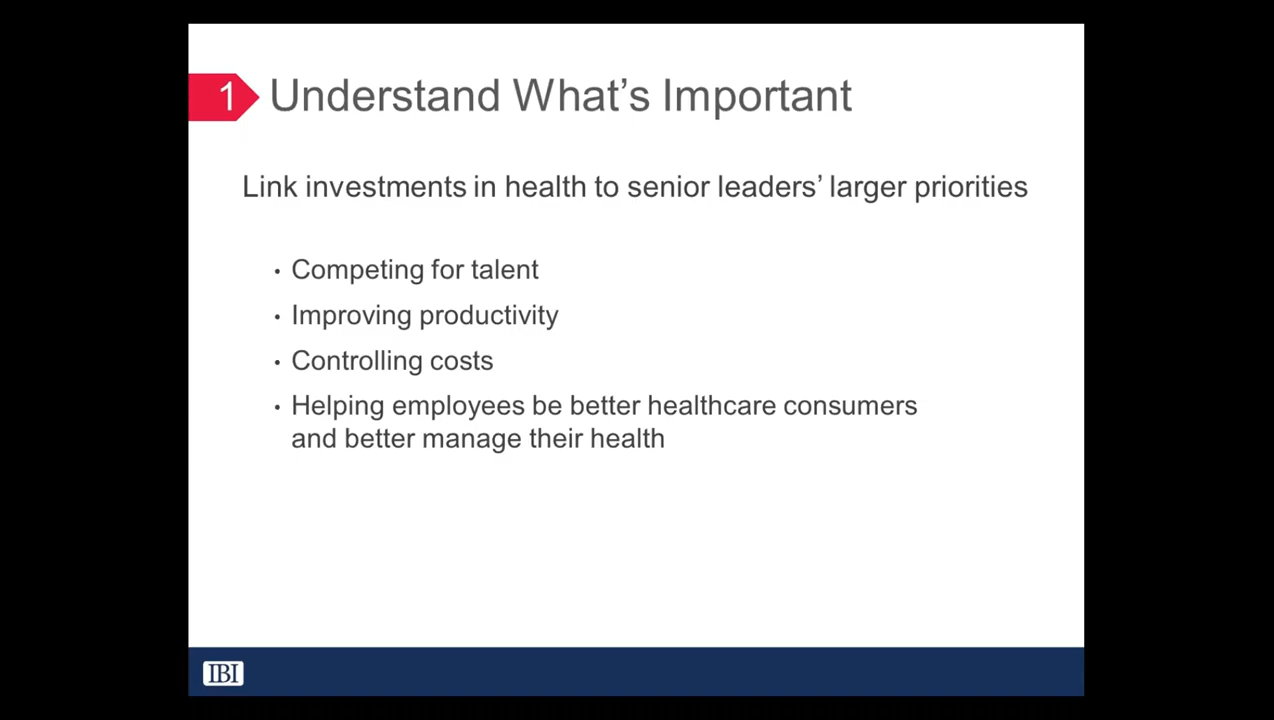 1 Understand What’s Important
Link investments in health to senior leaders’ larger priorities
• Competing for talent
• Improving productivity
• Controlling costs
• Helping employees be better healthcare consumers
and better manage their health
IBI